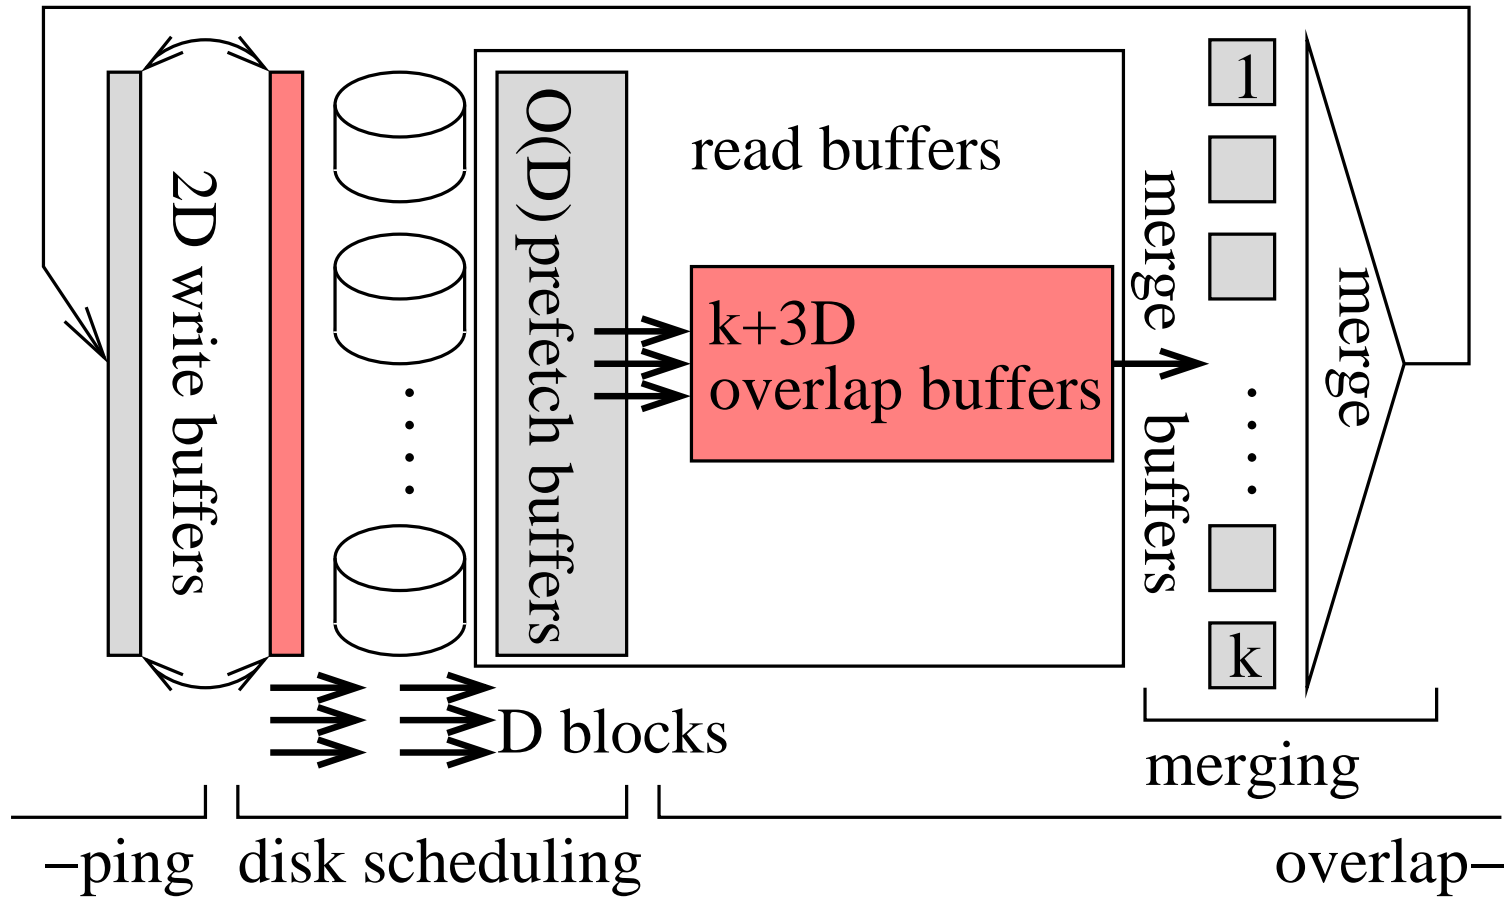 2D write buffers
O(D) prefetch buffers
read buffers
k+3D
overlap buffers
merge buffers
1
k
merge
D blocks
merging
–ping
disk scheduling
overlap–